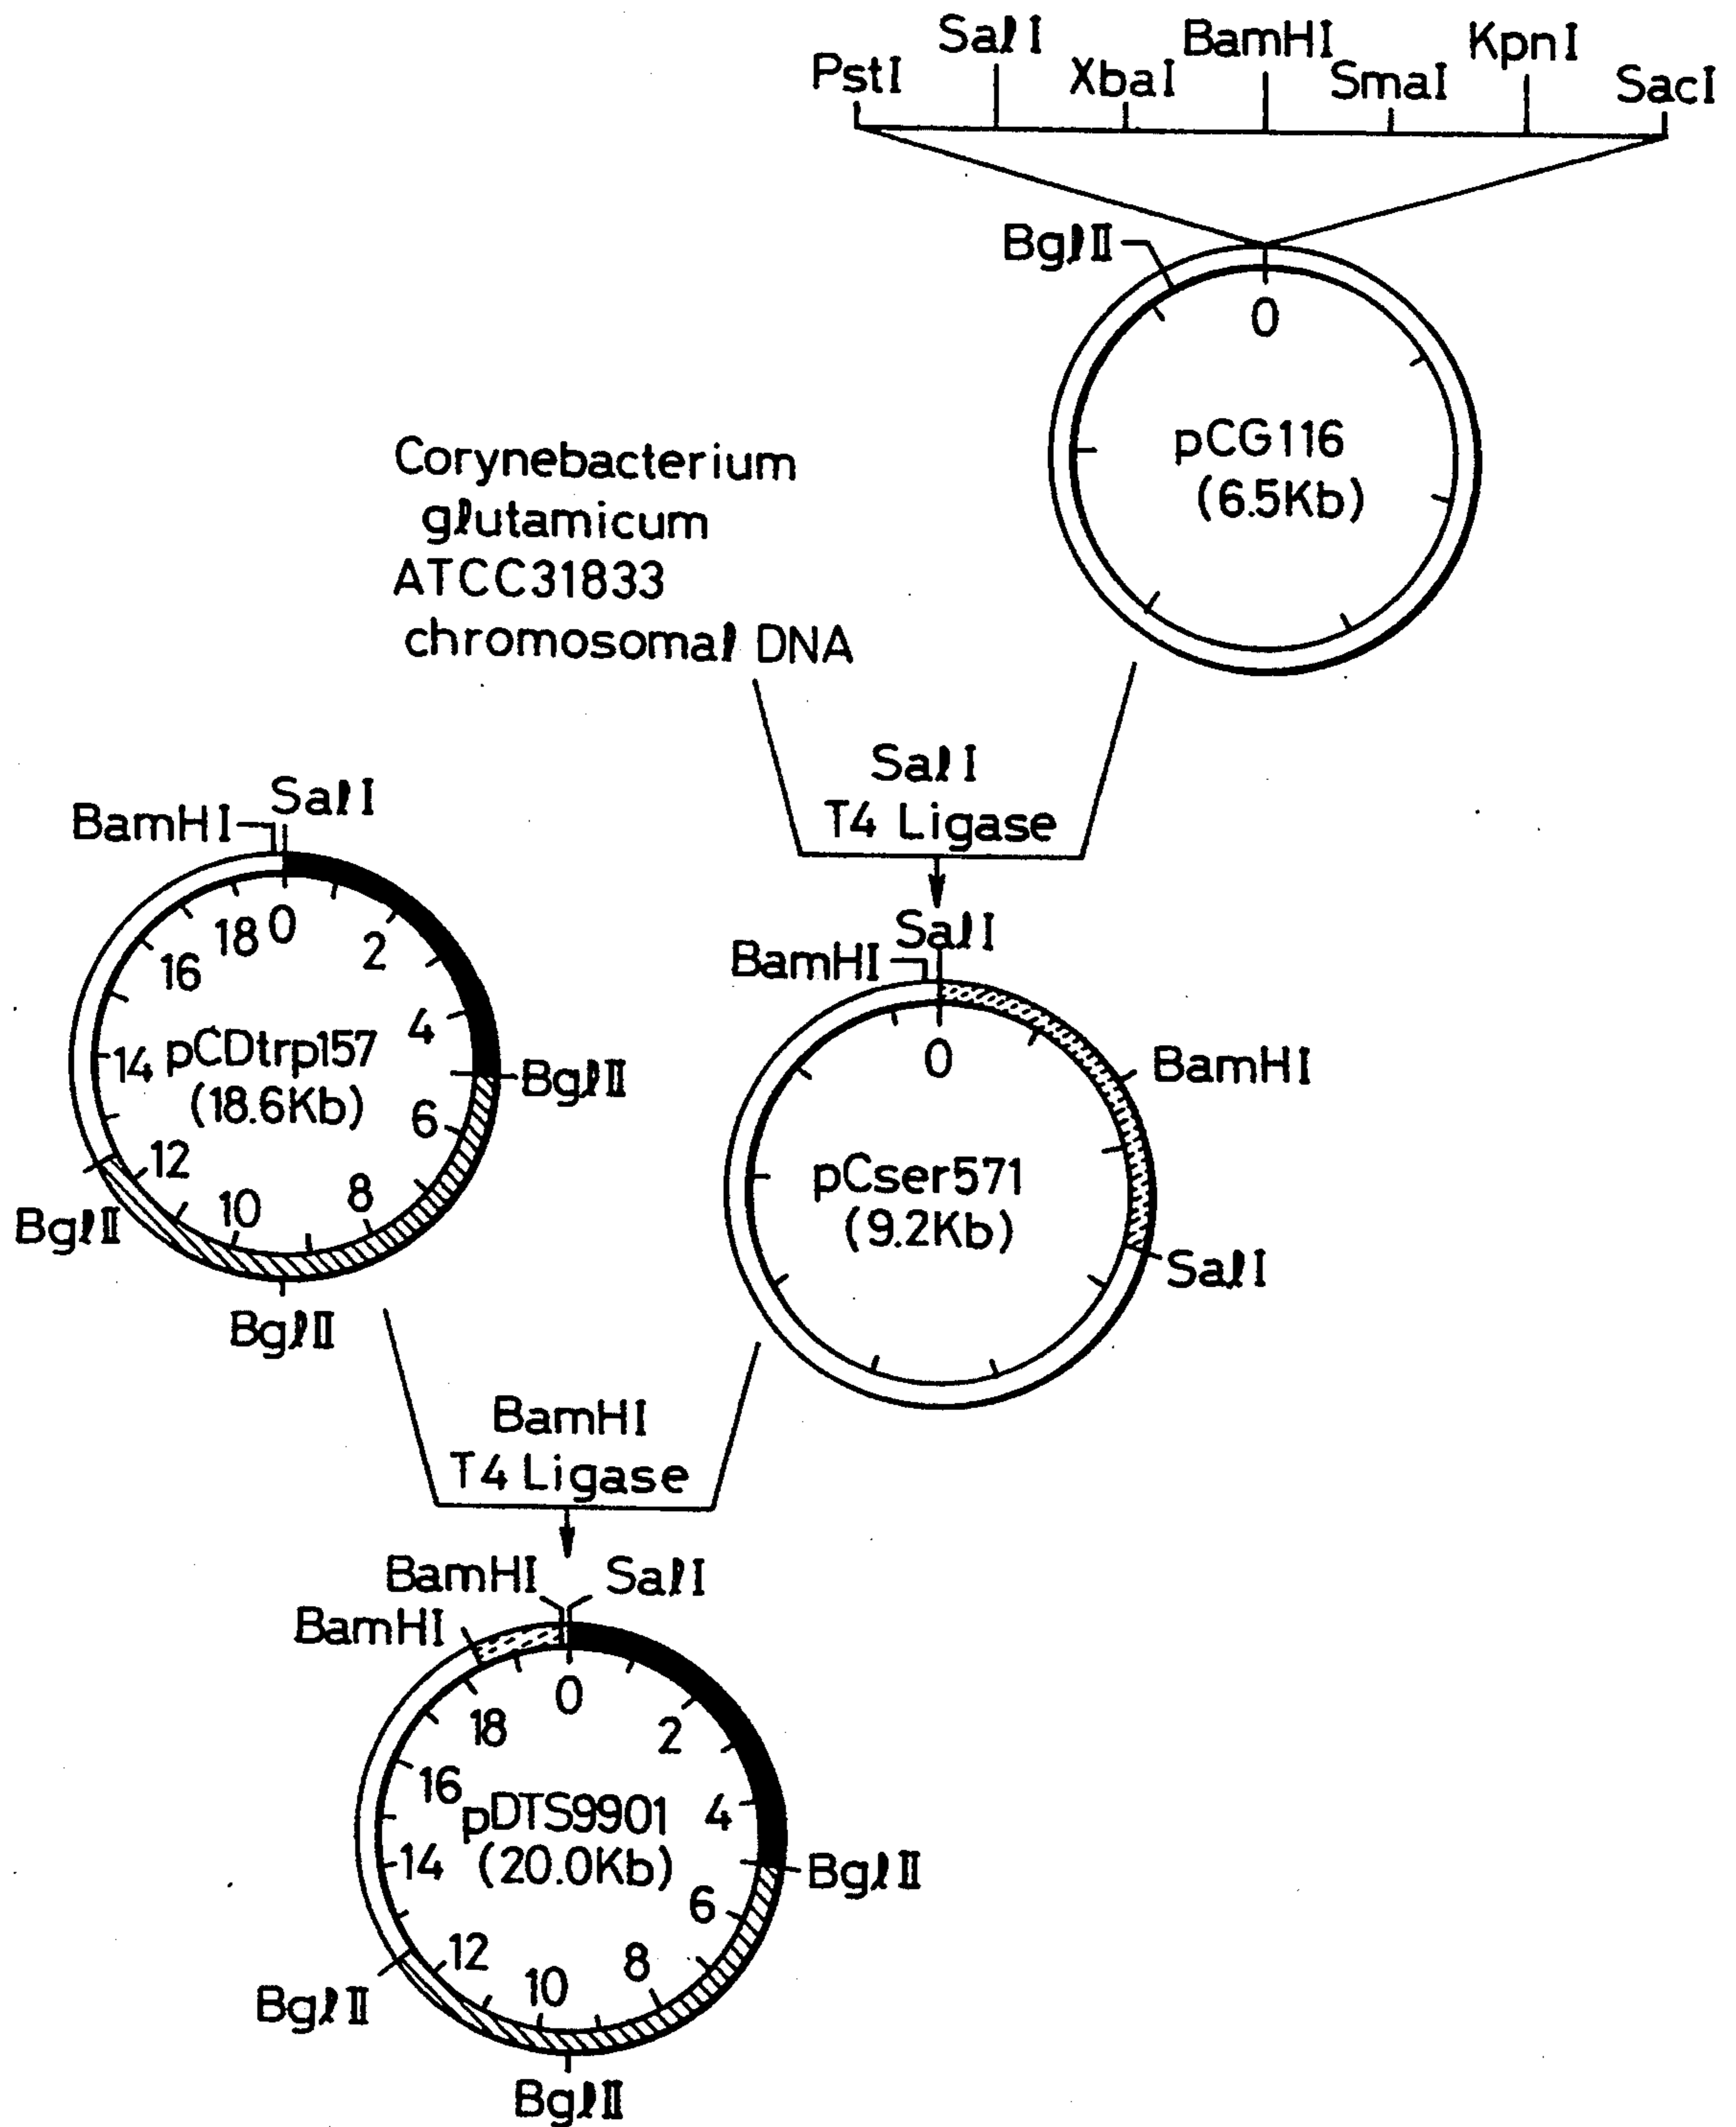 PstI
SalI
XbaI
BamHI
SmaI
KpnI
SacI
BglII
0
pCG116
(6.5Kb)
Corynebacterium
glutamicum
ATCC31833
chromosomal DNA
SalI
T4 Ligase
BamHI
SalI
0
2
4
6
8
10
12
14
16
18
pCDtrp157
(18.6Kb)
BglII
BglII
BglII
SalI
BamHI
0
BamHI
pCser571
(9.2Kb)
SalI
BamHI
T4 Ligase
BamHI
SalI
BamHI
0
2
4
6
8
10
12
14
16
18
pDTS9901
(20.0Kb)
BglII
BglII
BglII